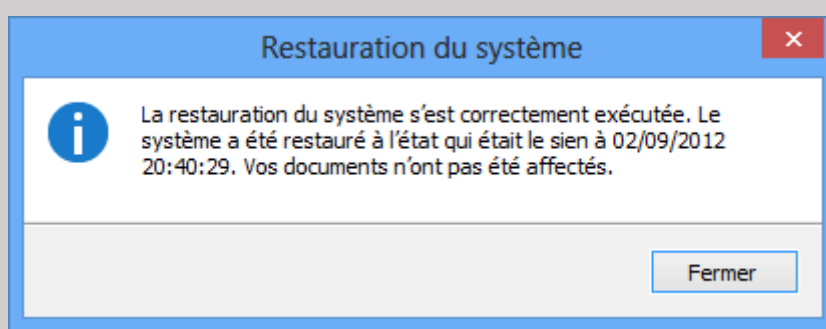 Restauration du système
La restauration du système s’est correctement exécutée. Le
système a été restauré à l’état qui était le sien à 02/09/2012
20:40:29. Vos documents n’ont pas été affectés.
Fermer